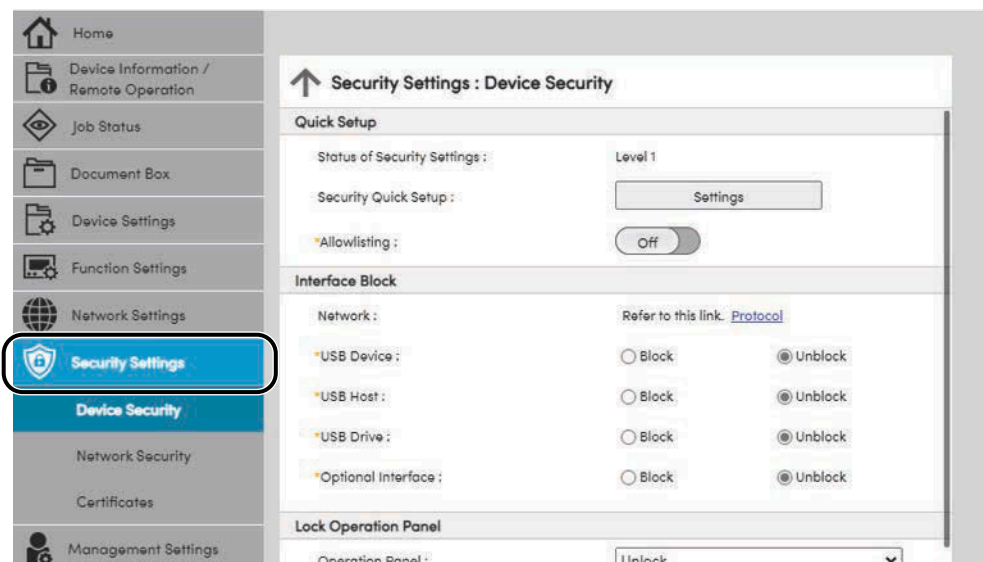 Home
Device Information /
Remote Operation
Job Status
Document Box
Device Settings
Function Settings
Network Settings
Security Settings
Device Security
Network Security
Certificates
Management Settings
Security Settings : Device Security
Quick Setup
Status of Security Settings : Level 1
Security Quick Setup : Settings
*Allowlisting : Off
Interface Block
Network : Refer to this link. Protocol
*USB Device : Block Unblock
*USB Host : Block Unblock
*USB Drive : Block Unblock
*Optional Interface : Block Unblock
Lock Operation Panel
Operation Panel : Unlock